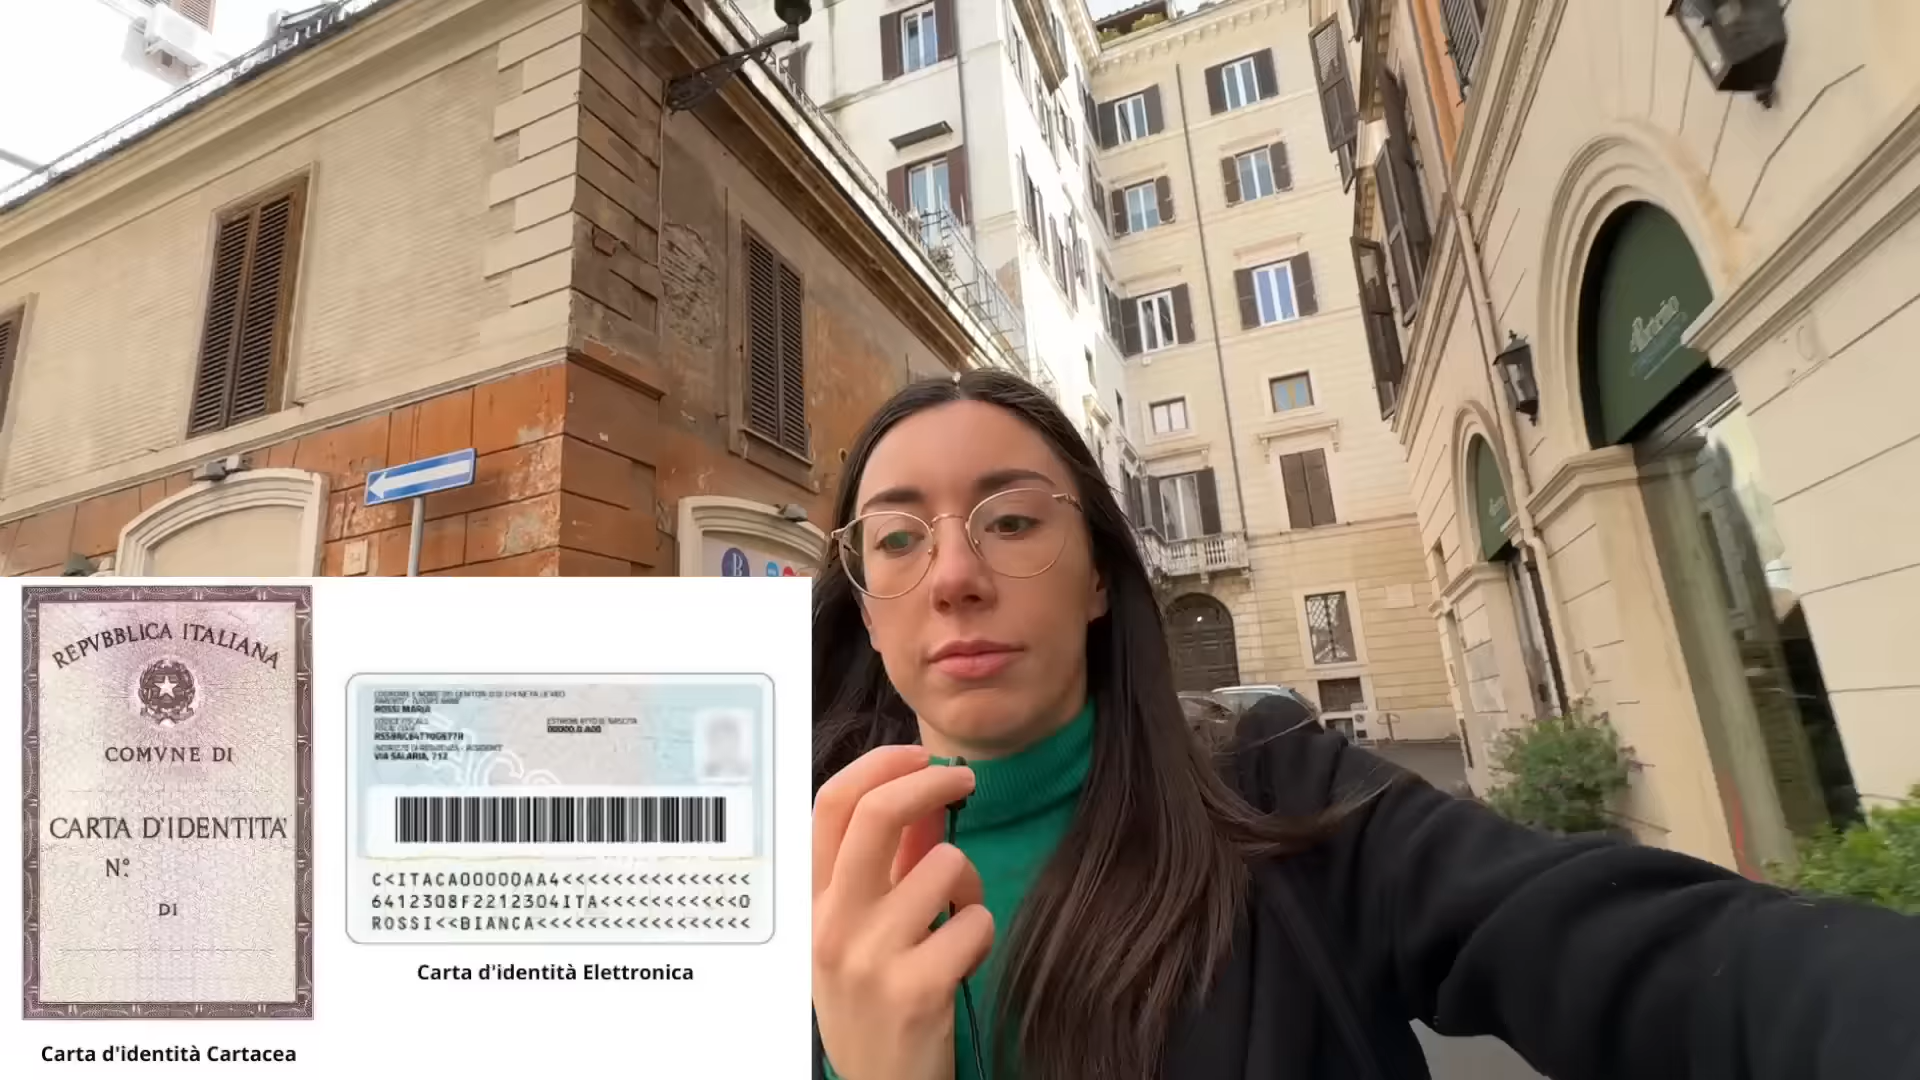 REPVBBLICA ITALIANA
COMVNE DI
CARTA D'IDENTITA'
N°:
DI
Carta d'identità Cartacea
ROSSI MARIA
VIA SALARIA, 712
C<ITACA00000AA4<<<<<<<<<<<<<<<
6412308F2212304ITA<<<<<<<<<<<0
ROSSI<<BIANCA<<<<<<<<<<<<<<<<<
Carta d'identità Elettronica
B